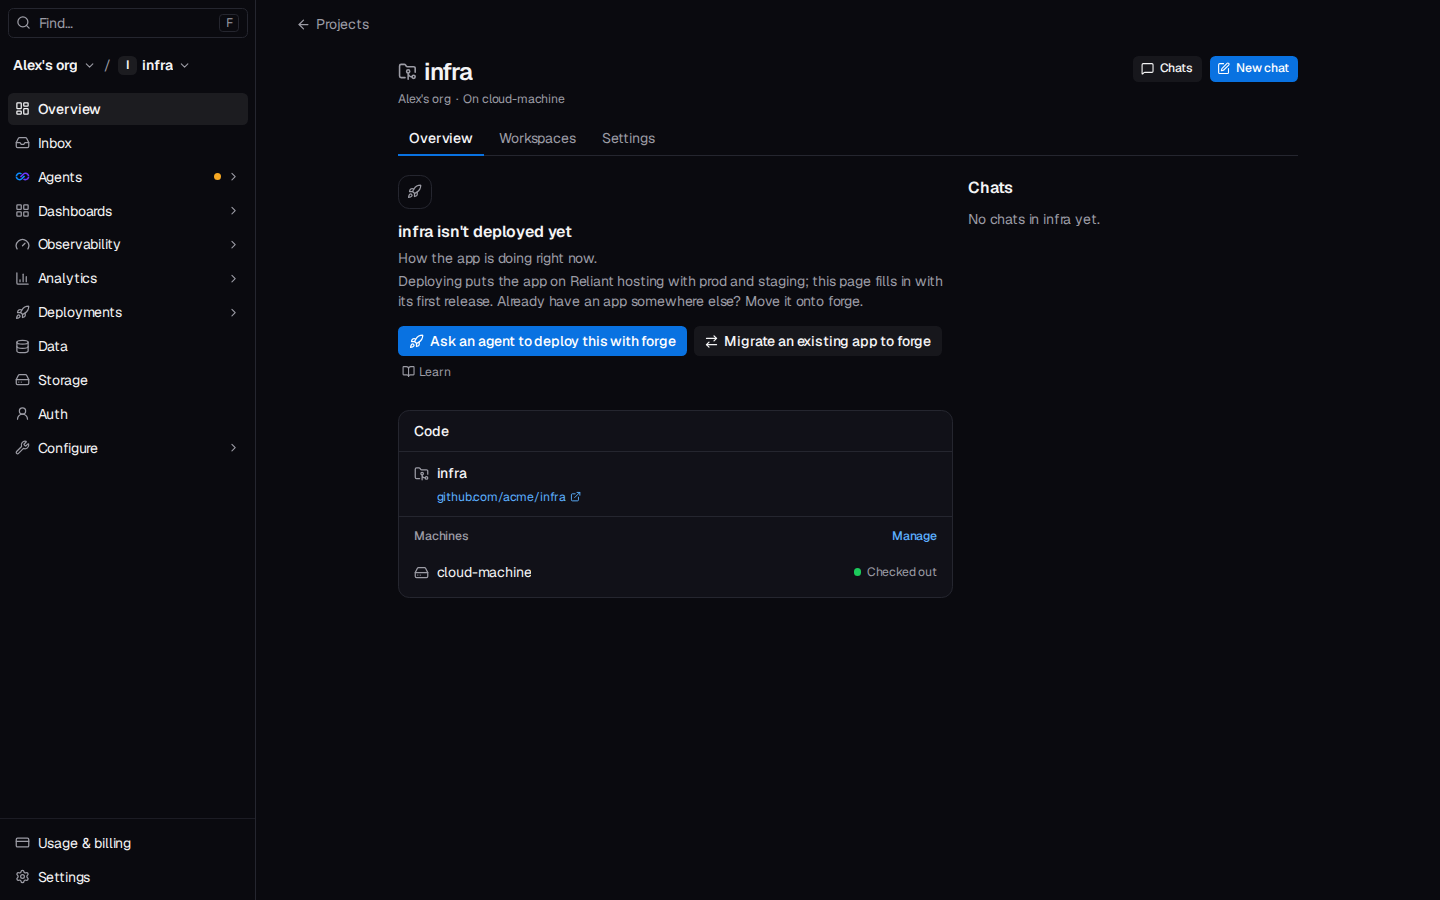 Find...
F
Alex's org / I infra
Overview
Inbox
Agents
Dashboards
Observability
Analytics
Deployments
Data
Storage
Auth
Configure
Usage & billing
Settings
Projects
infra
Alex's org · On cloud-machine
Chats
New chat
Overview
Workspaces
Settings
infra isn't deployed yet
How the app is doing right now.
Deploying puts the app on Reliant hosting with prod and staging; this page fills in with
its first release. Already have an app somewhere else? Move it onto forge.
Ask an agent to deploy this with forge
Migrate an existing app to forge
Learn
Code
infra
github.com/acme/infra
Machines
Manage
cloud-machine
Checked out
Chats
No chats in infra yet.